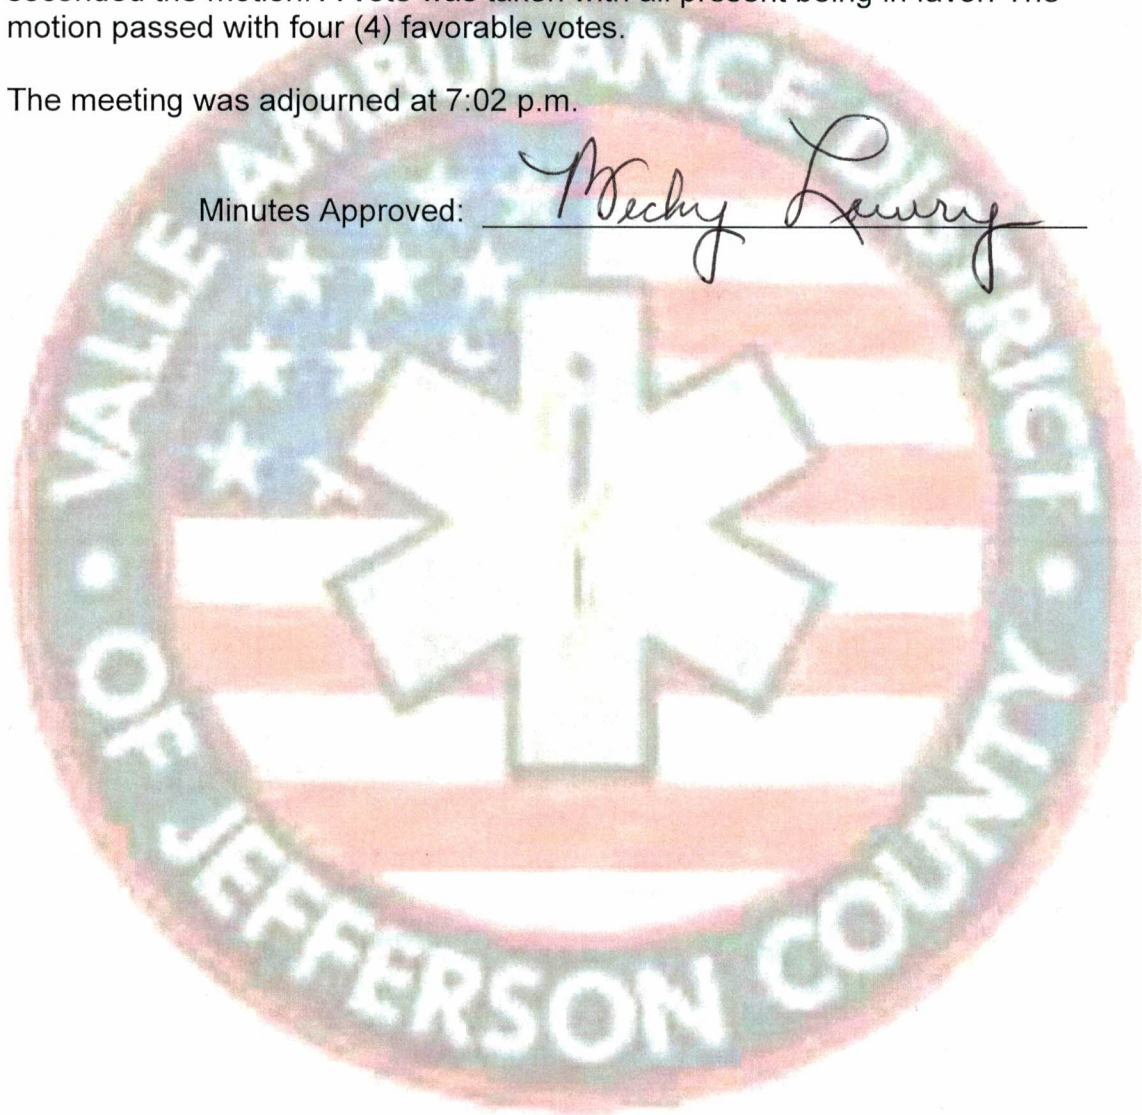 seconded the motion. A vote was taken with all present being in favor. The
motion passed with four (4) favorable votes.
The meeting was adjourned at 7:02 p.m.
Minutes Approved: Lowry
VALLE AMBULANCE DISTRICT
OF JEFFERSON COUNTY